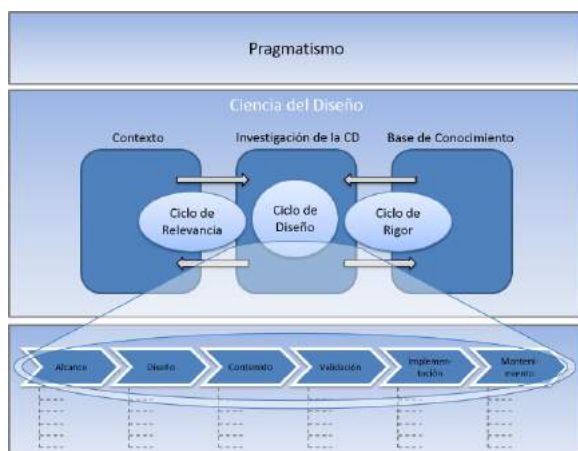 Pragmatismo
Ciencia del Diseño
Contexto
Investigación de la CD
Base de Conocimiento
Ciclo de
Relevancia
Ciclo de
Diseño
Ciclo de
Rigor
Alcance
Diseño
Contenido
Validación
Implemen-
tación
Manteni-
miento